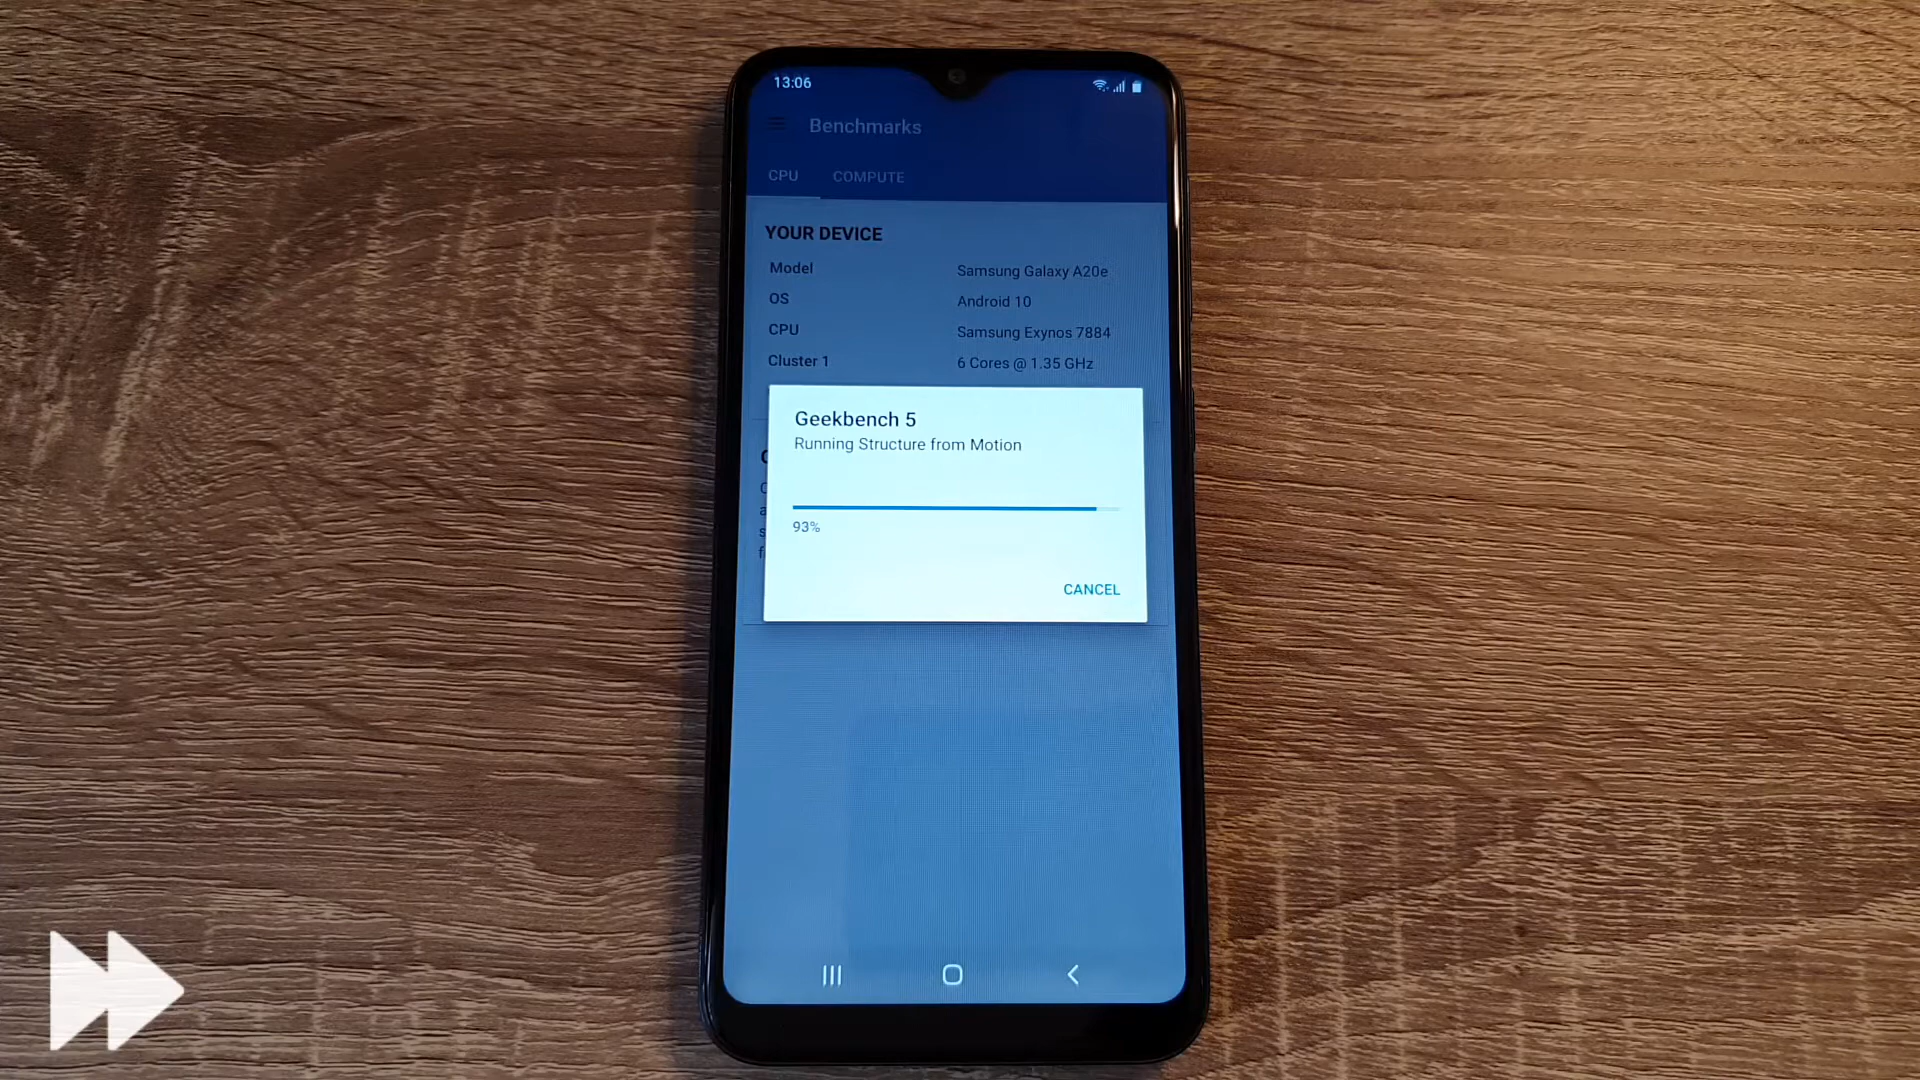 13:06
Benchmarks
CPU COMPUTE
YOUR DEVICE
Model Samsung Galaxy A20e
OS Android 10
CPU Samsung Exynos 7884
Cluster 1 6 Cores @ 1.35 GHz
Geekbench 5
Running Structure from Motion
93%
CANCEL